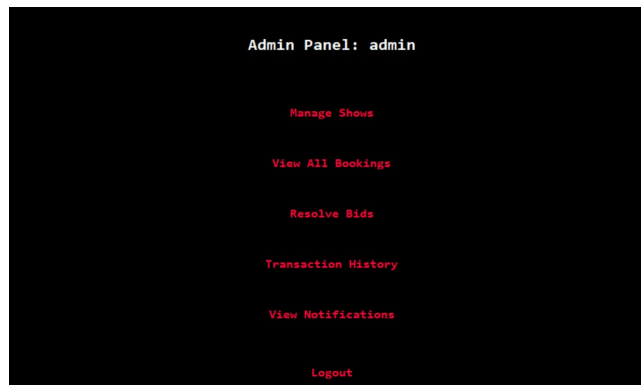 Admin Panel: admin
Manage Shows
View All Bookings
Resolve Bids
Transaction History
View Notifications
Logout